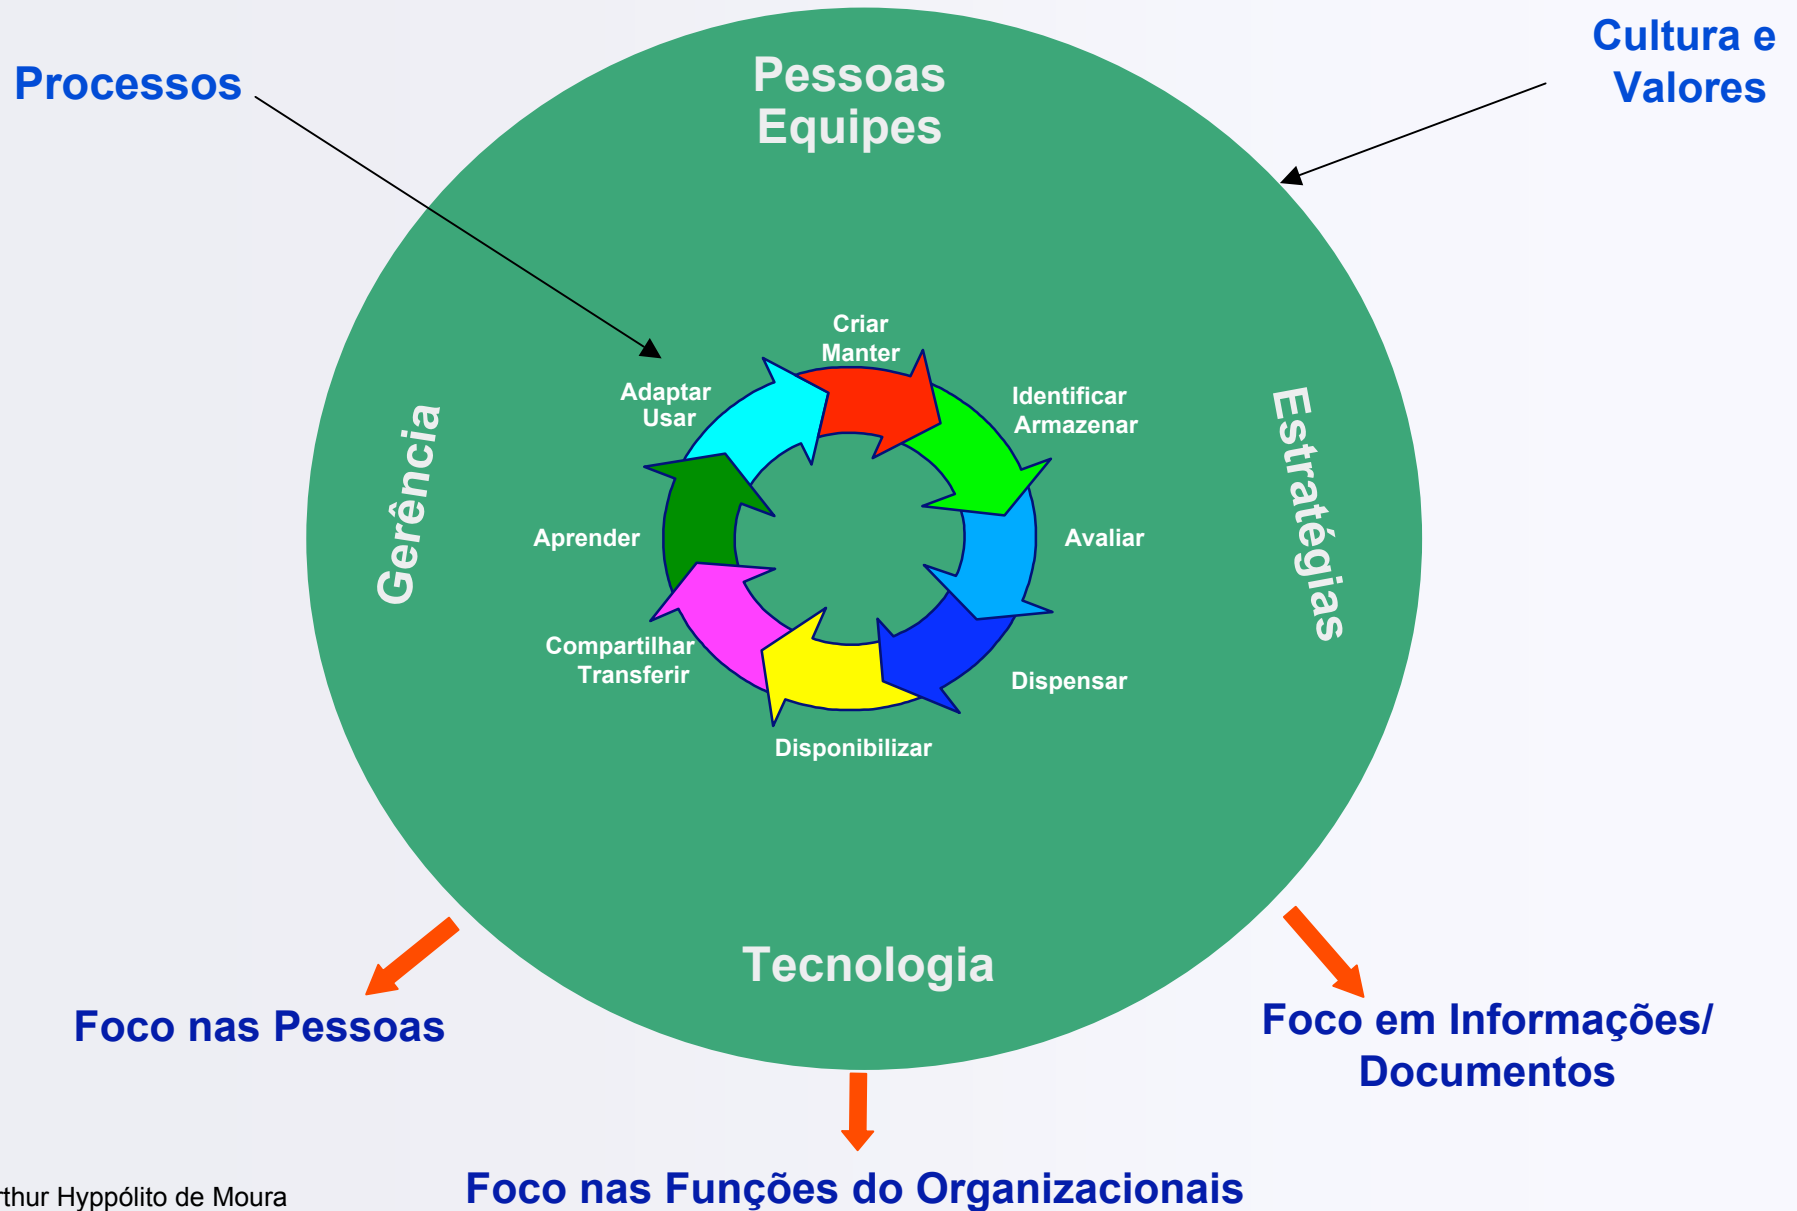 Processos
Pessoas
Equipes
Cultura e
Valores
Criar
Manter
Adaptar
Usar
Identificar
Armazenar
Gerência
Estratégias
Aprender
Avaliar
Compartilhar
Transferir
Dispensar
Disponibilizar
Tecnologia
Foco nas Pessoas
Foco em Informações/
Documentos
Foco nas Funções do Organizacionais
rthur Hyppólito de Moura